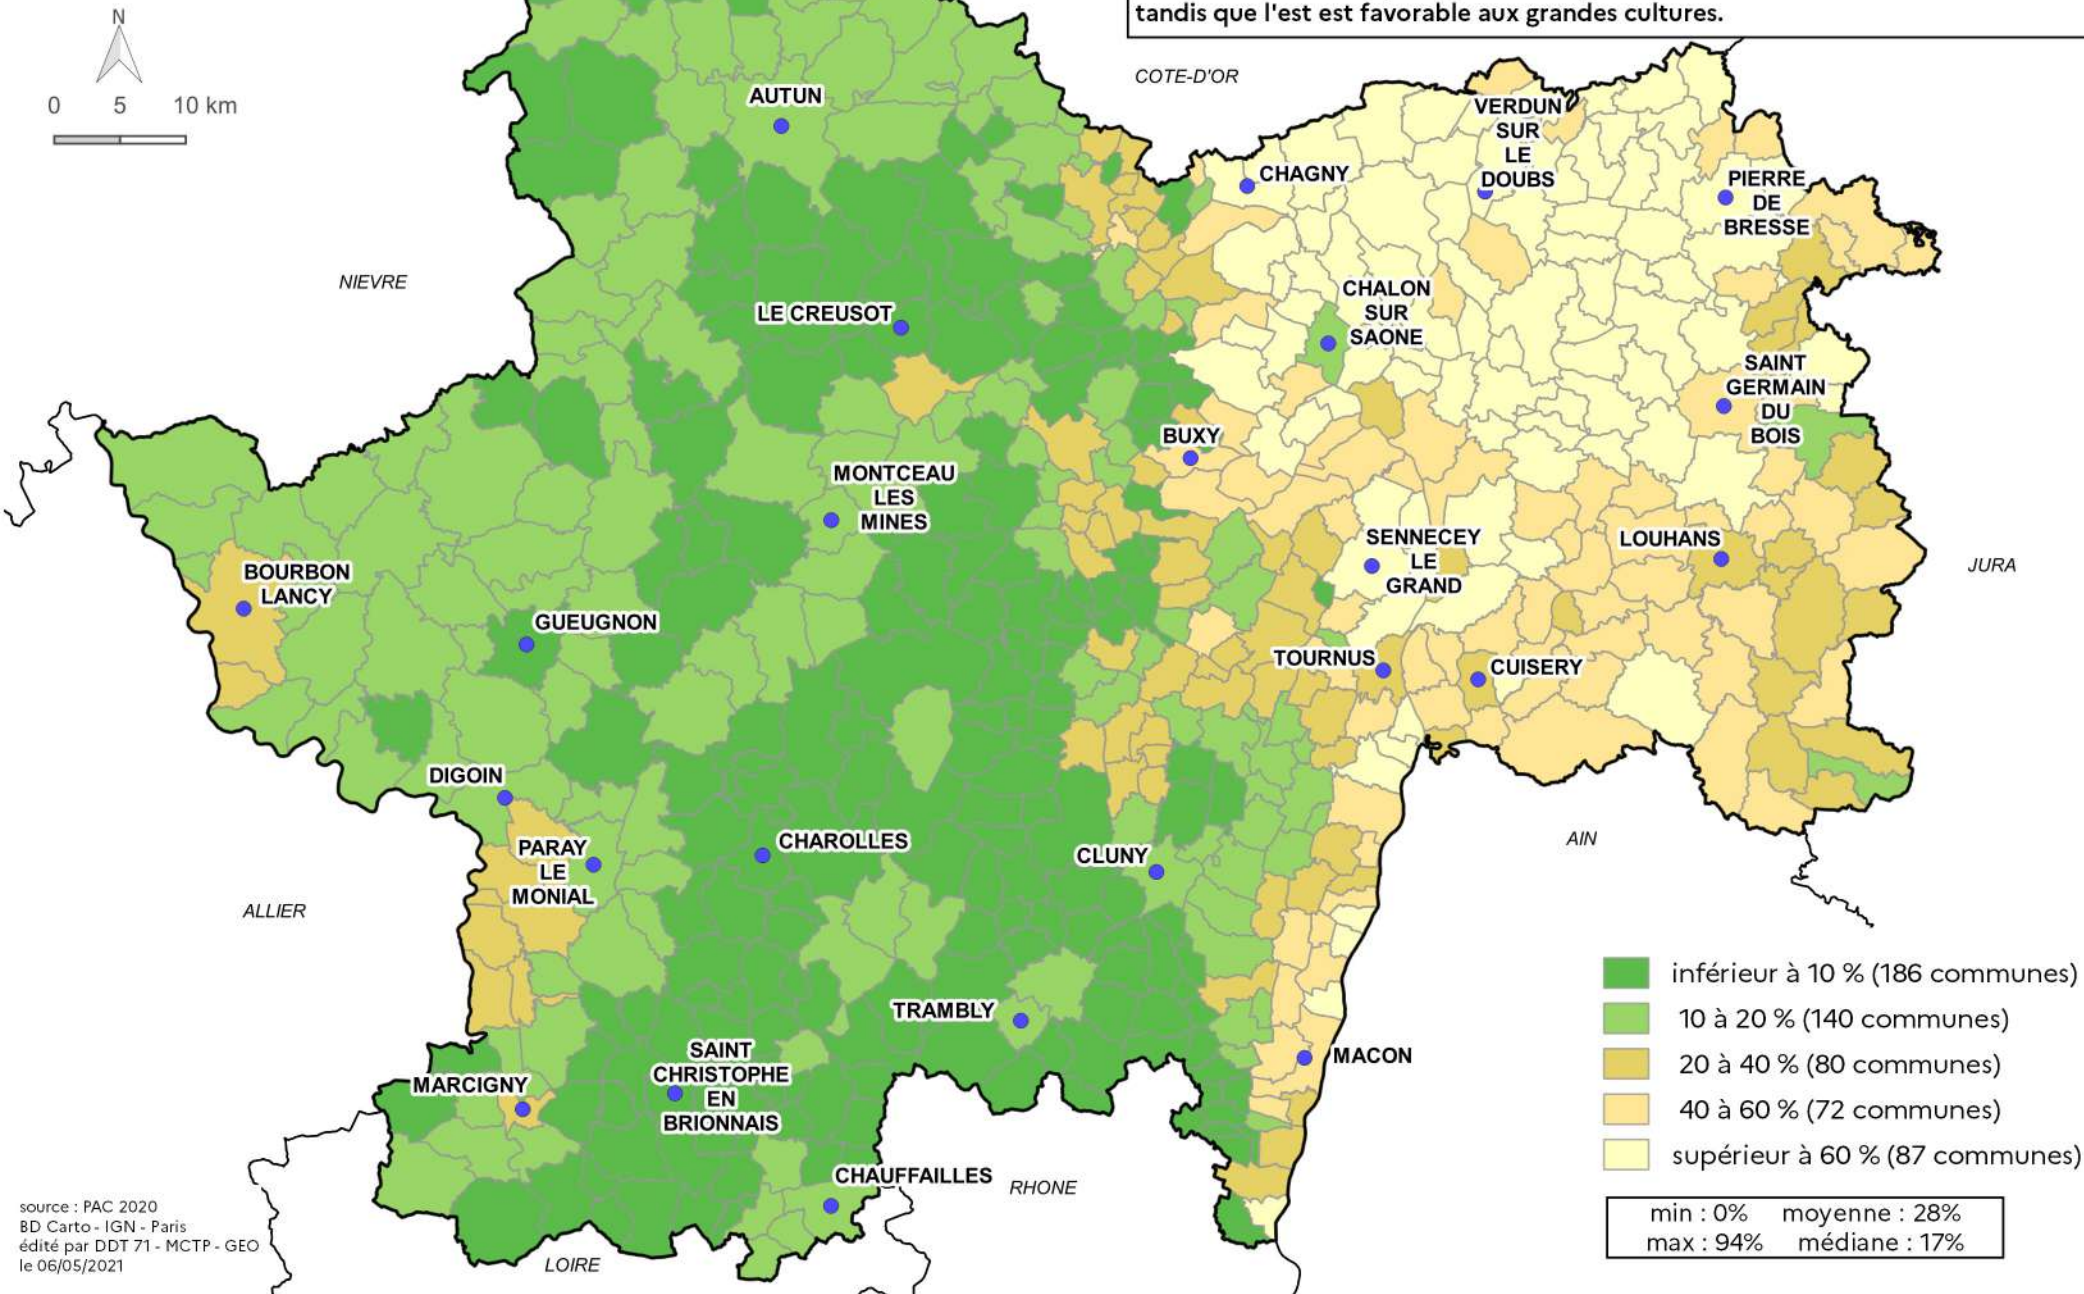 tandis que l'est est favorable aux grandes cultures.
N
0 5 10 km
COTE-D'OR
AUTUN
VERDUN
SUR
LE
DOUBS
CHAGNY
PIERRE
DE
BRESSE
NIEVRE
LE CREUSOT
CHALON
SUR
SAONE
SAINT
GERMAIN
DU
BOIS
BUXY
MONTCEAU
LES
MINES
SENNECEY
LE
GRAND
LOUHANS
JURA
BOURBON
LANCY
GUEUGNON
TOURNUS
CUISERY
DIGOIN
PARAY
LE
MONIAL
CHAROLLES
CLUNY
AIN
ALLIER
TRAMBLY
SAINT
CHRISTOPHE
EN
BRIONNAIS
MACON
MARCIGNY
CHAUFFAILLES
RHONE
LOIRE
inférieur à 10 % (186 communes)
10 à 20 % (140 communes)
20 à 40 % (80 communes)
40 à 60 % (72 communes)
supérieur à 60 % (87 communes)
min : 0% moyenne : 28%
max : 94% médiane : 17%
source : PAC 2020
BD Carto - IGN - Paris
édité par DDT 71 - MCTP - GEO
le 06/05/2021